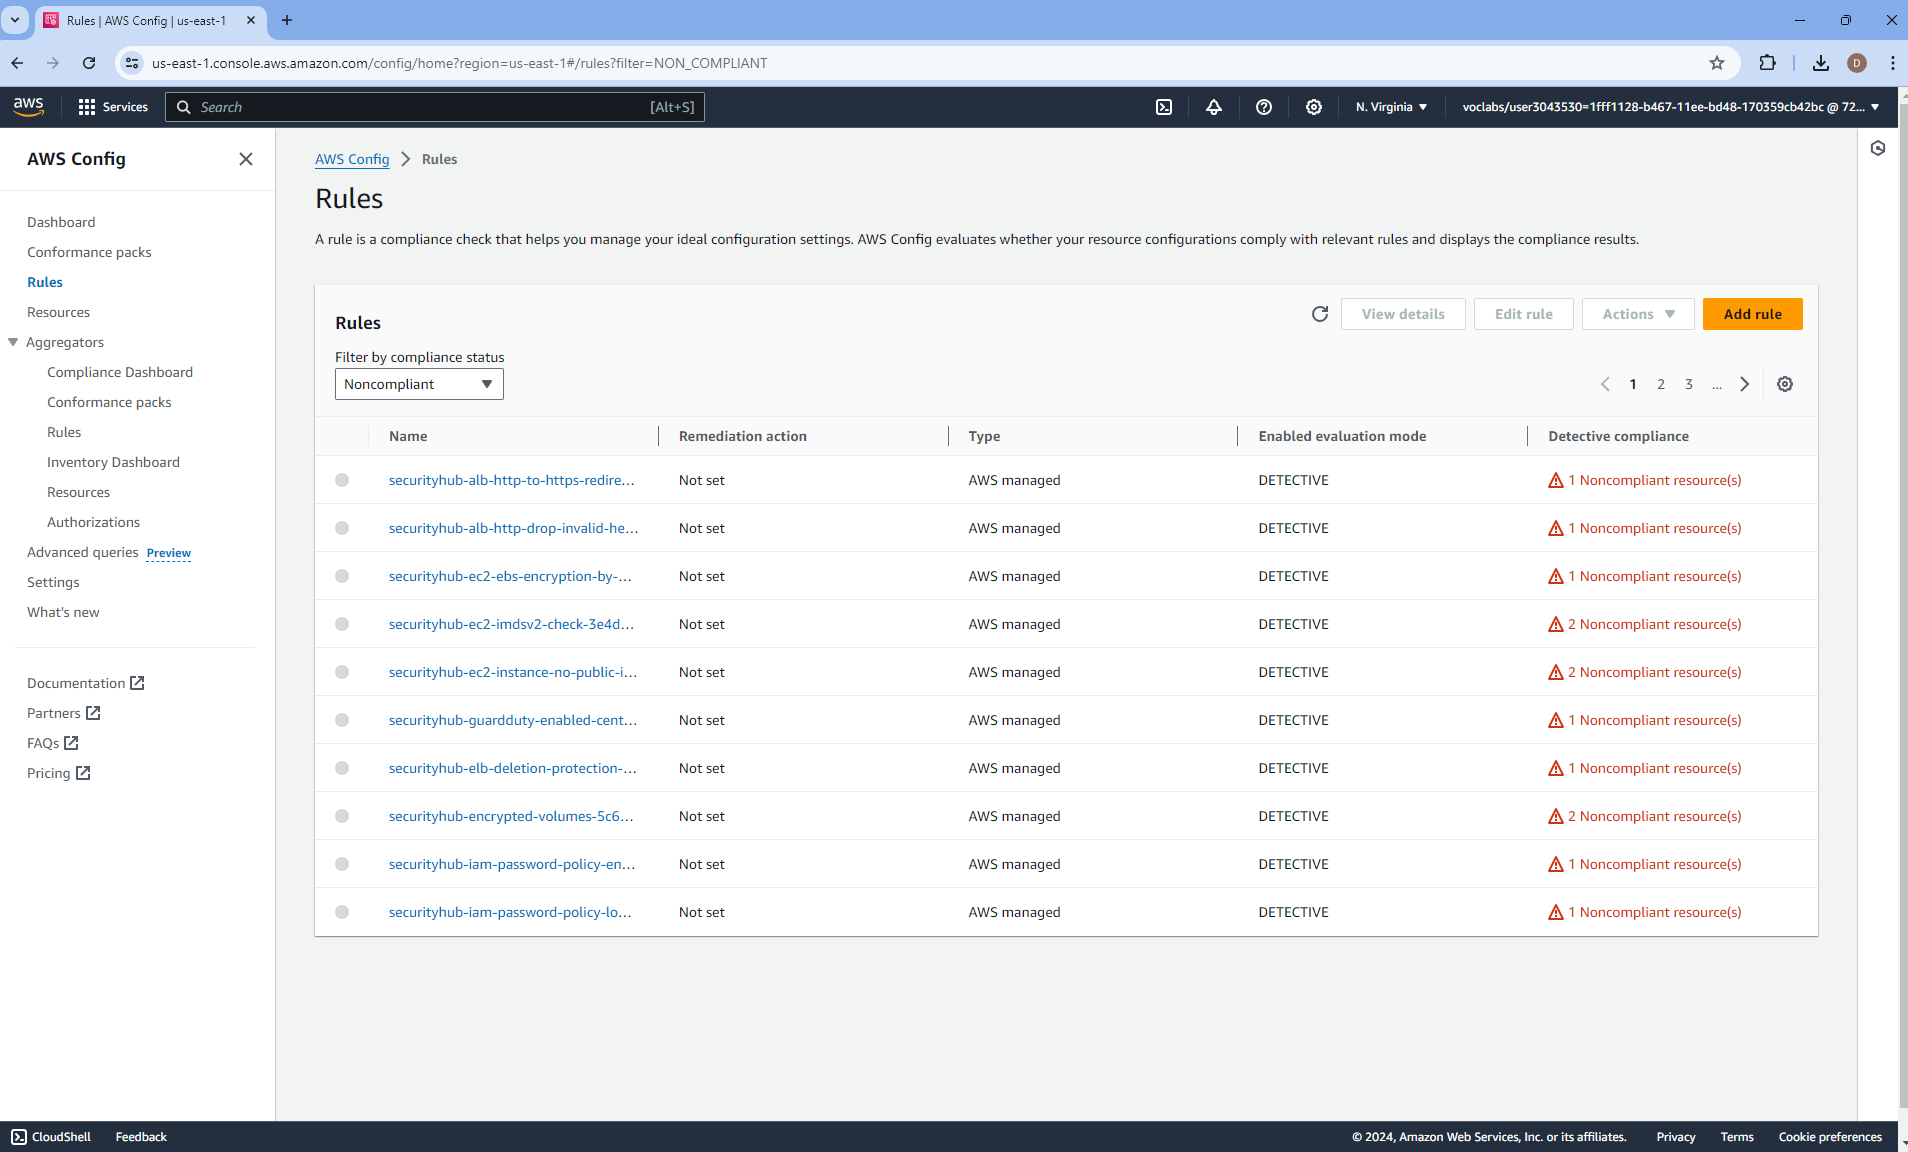 Rules | AWS Config | us-east-1
us-east-1.console.aws.amazon.com/config/home?region=us-east-1#/rules?filter=NON_COMPLIANT
D
aws
Services
Search
[Alt+S]
N. Virginia
voclabs/user3043530=1fff1128-b467-11ee-bd48-170359cb42bc @ 72...
AWS Config
Dashboard
Conformance packs
Rules
Resources
Aggregators
Compliance Dashboard
Conformance packs
Rules
Inventory Dashboard
Resources
Authorizations
Advanced queries Preview
Settings
What's new
Documentation
Partners
FAQs
Pricing
AWS Config > Rules
Rules
A rule is a compliance check that helps you manage your ideal configuration settings. AWS Config evaluates whether your resource configurations comply with relevant rules and displays the compliance results.
Rules
View details
Edit rule
Actions
Add rule
Filter by compliance status
Noncompliant
1 2 3 ...
Name Remediation action Type Enabled evaluation mode Detective compliance
securityhub-alb-http-to-https-redire... Not set AWS managed DETECTIVE 1 Noncompliant resource(s)
securityhub-alb-http-drop-invalid-he... Not set AWS managed DETECTIVE 1 Noncompliant resource(s)
securityhub-ec2-ebs-encryption-by-... Not set AWS managed DETECTIVE 1 Noncompliant resource(s)
securityhub-ec2-imdsv2-check-3e4d... Not set AWS managed DETECTIVE 2 Noncompliant resource(s)
securityhub-ec2-instance-no-public-i... Not set AWS managed DETECTIVE 2 Noncompliant resource(s)
securityhub-guardduty-enabled-cent... Not set AWS managed DETECTIVE 1 Noncompliant resource(s)
securityhub-elb-deletion-protection-... Not set AWS managed DETECTIVE 1 Noncompliant resource(s)
securityhub-encrypted-volumes-5c6... Not set AWS managed DETECTIVE 2 Noncompliant resource(s)
securityhub-iam-password-policy-en... Not set AWS managed DETECTIVE 1 Noncompliant resource(s)
securityhub-iam-password-policy-lo... Not set AWS managed DETECTIVE 1 Noncompliant resource(s)
CloudShell Feedback © 2024, Amazon Web Services, Inc. or its affiliates. Privacy Terms Cookie preferences